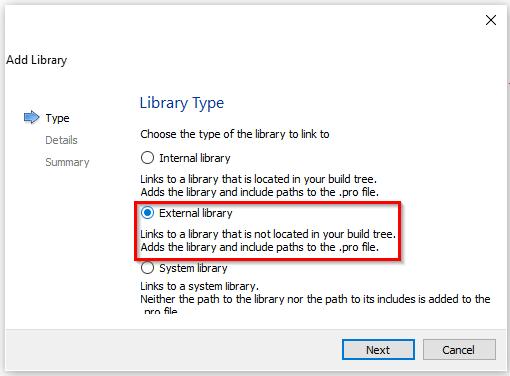 Add Library
Library Type
Type
Choose the type of the library to link to
Details
Internal library
Summary
Links to a library that is located in your build tree.
Adds the library and include paths to the .pro file.
External library
Links to a library that is not located in your build tree.
Adds the library and include paths to the .pro file.
System library
Links to a system library.
Neither the path to the library nor the path to its includes is added to the
.pro file.
Next
Cancel